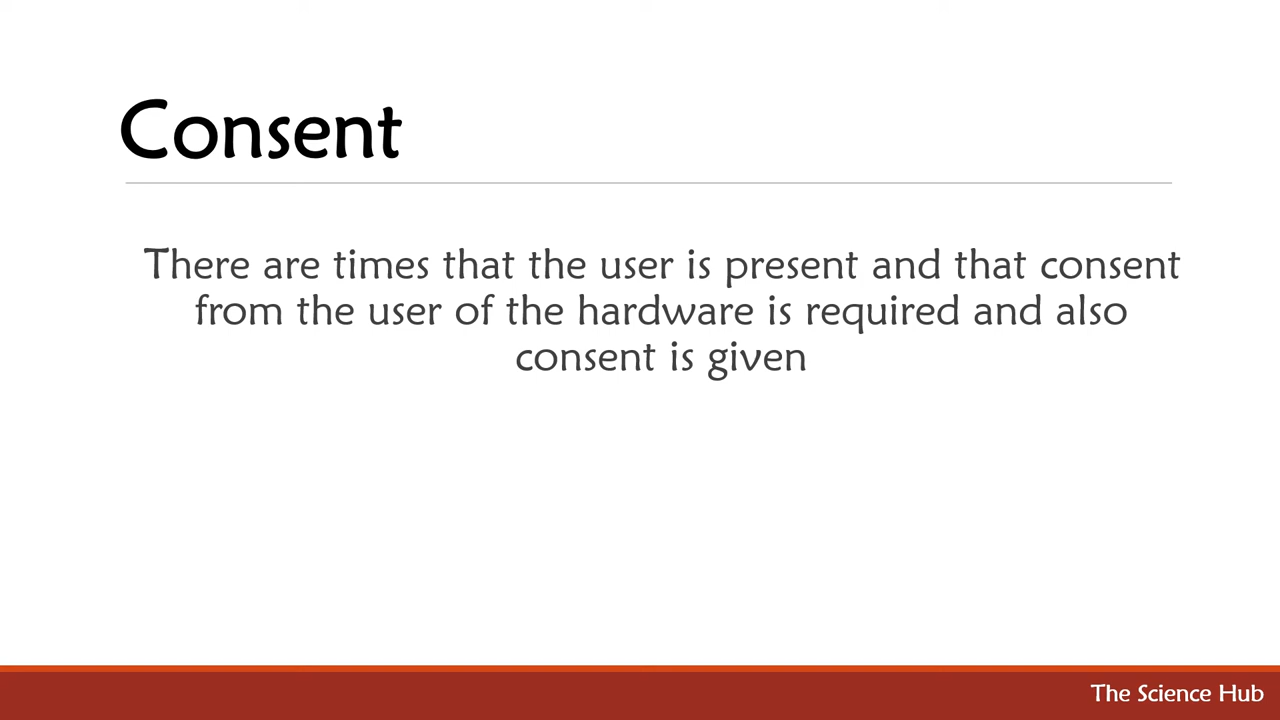 Consent
There are times that the user is present and that consent
from the user of the hardware is required and also
consent is given
The Science Hub